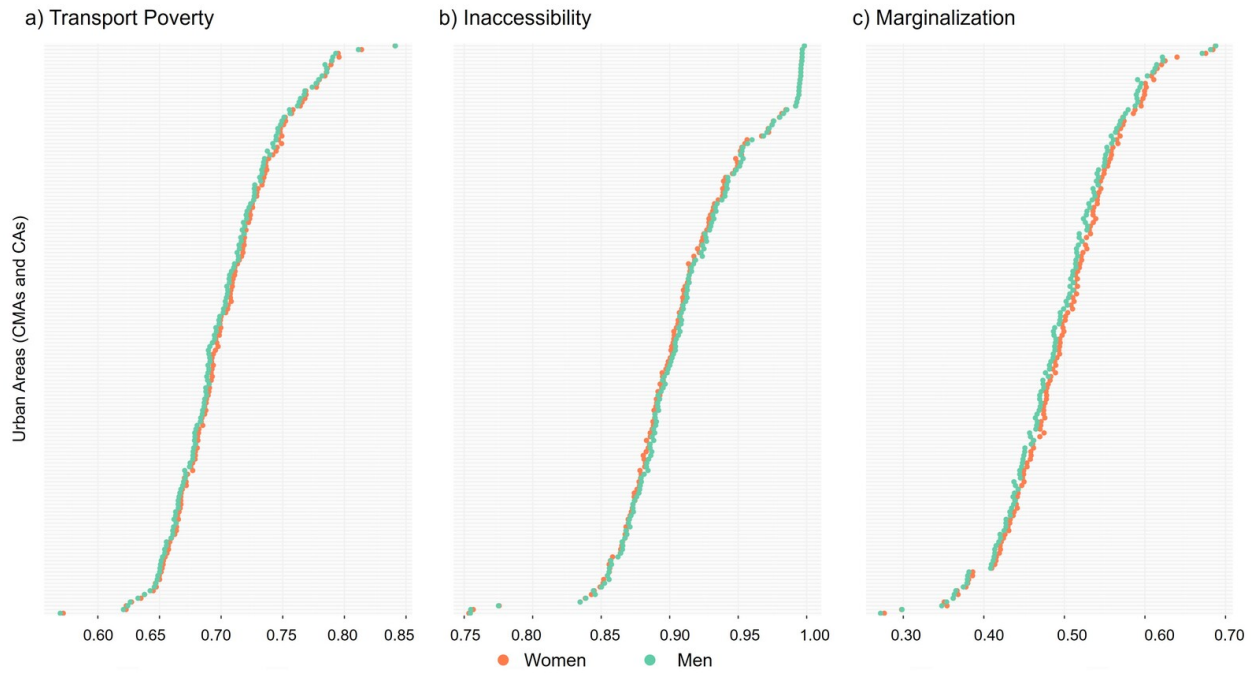 a) Transport Poverty
b) Inaccessibility
c) Marginalization
Urban Areas (CMAs and CAs)
0.60 0.65 0.70 0.75 0.80 0.85
0.75 0.80 0.85 0.90 0.95 1.00
0.30 0.40 0.50 0.60 0.70
Women Men